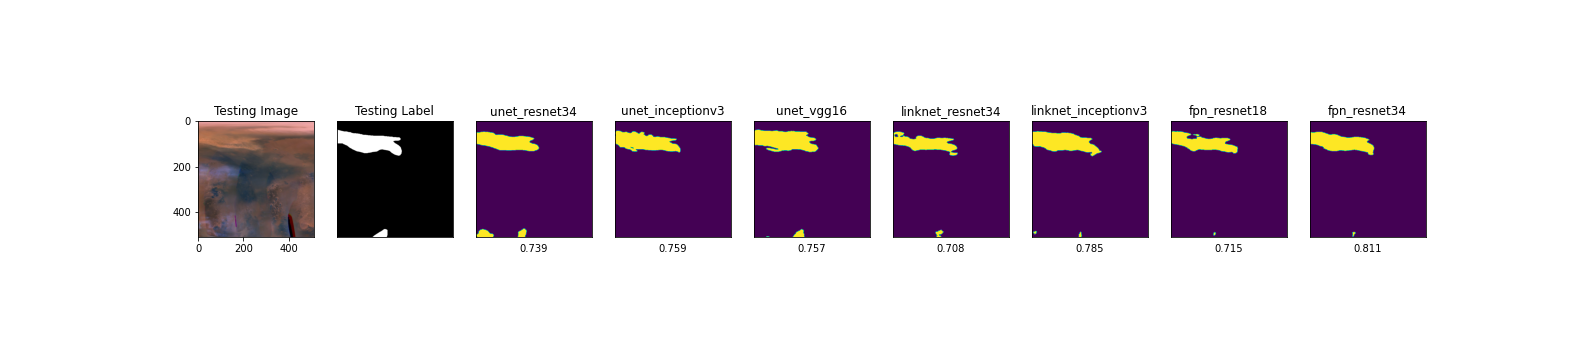 Testing Image Testing Label unet_resnet34 unet_inceptionv3 unet_vgg16 linknet_resnet34 linknet_inceptionv3 fpn_resnet18 fpn_resnet34
0
200
400
0 200 400
0.739 0.759 0.757 0.708 0.785 0.715 0.811